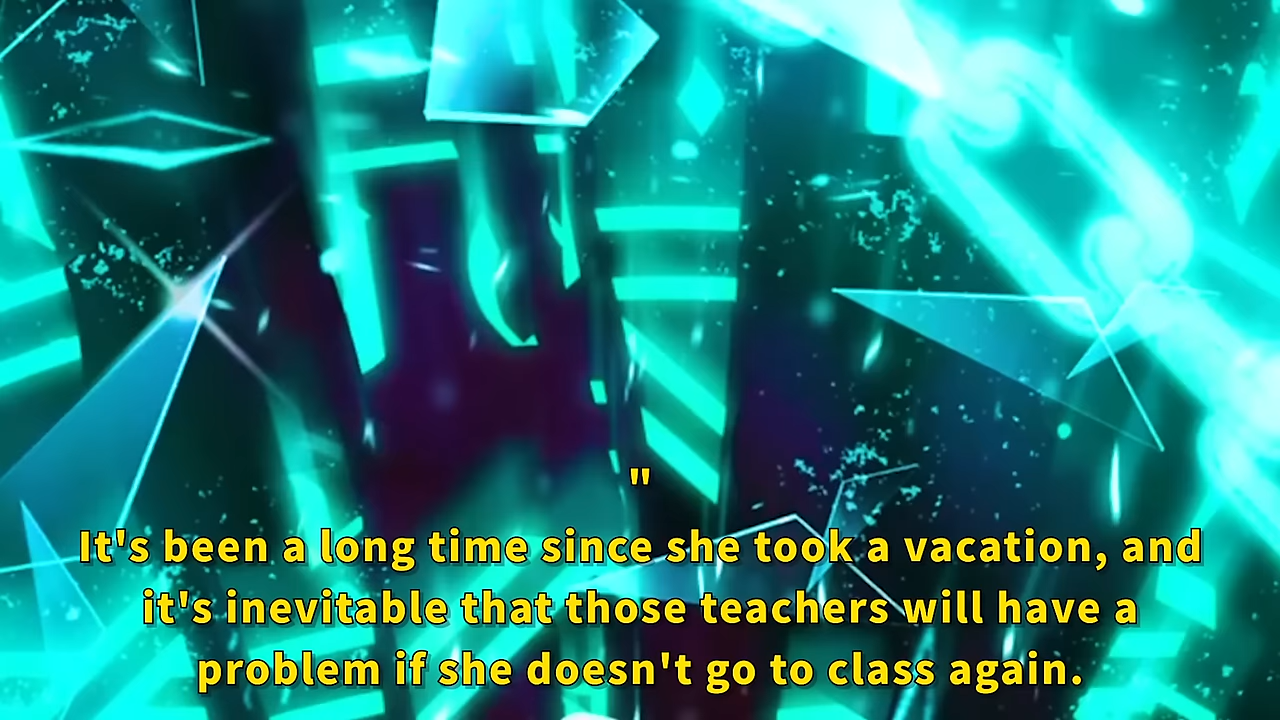 "
It's been a long time since she took a vacation, and
it's inevitable that those teachers will have a
problem if she doesn't go to class again.